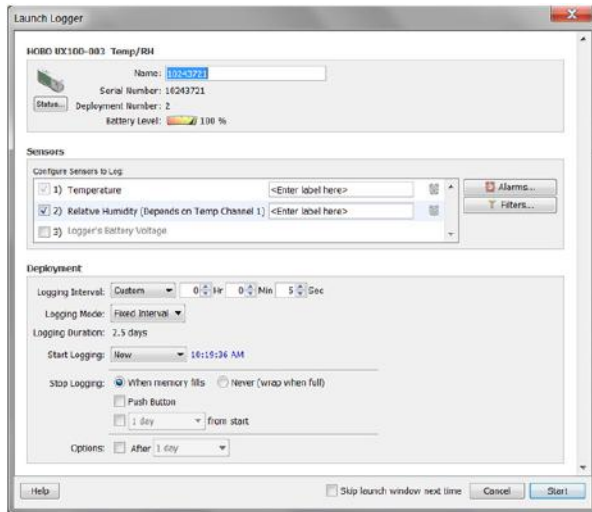 Launch Logger
HOBO UX100-003 Temp/RH
Name: 10243721
Serial Number: 10243721
Status... Deployment Number: 2
Battery Level: 100 %
Sensors
Configure Sensors to Log:
1) Temperature <Enter label here>
Alarms...
2) Relative Humidity (Depends on Temp Channel 1) <Enter label here>
Filters...
3) Logger's Battery Voltage
Deployment
Logging Interval: Custom 0 Hr 0 Min 5 Sec
Logging Mode: Fixed Interval
Logging Duration: 2.5 days
Start Logging: Now 10:19:36 AM
Stop Logging: When memory fills Never (wrap when full)
Push Button
1 day from start
Options: After 1 day
Help Skip launch window next time Cancel Start